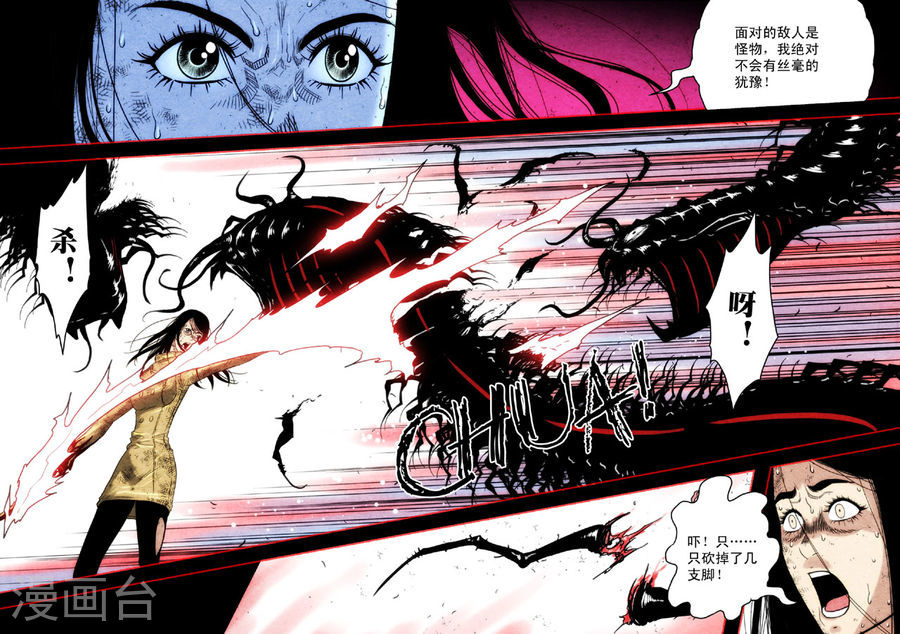 面对的敌人是
怪物，我绝对
不会有丝毫的
犹豫！
杀！
呀！
CHUA!
吓！只……
只砍掉了几
支脚！
漫画台